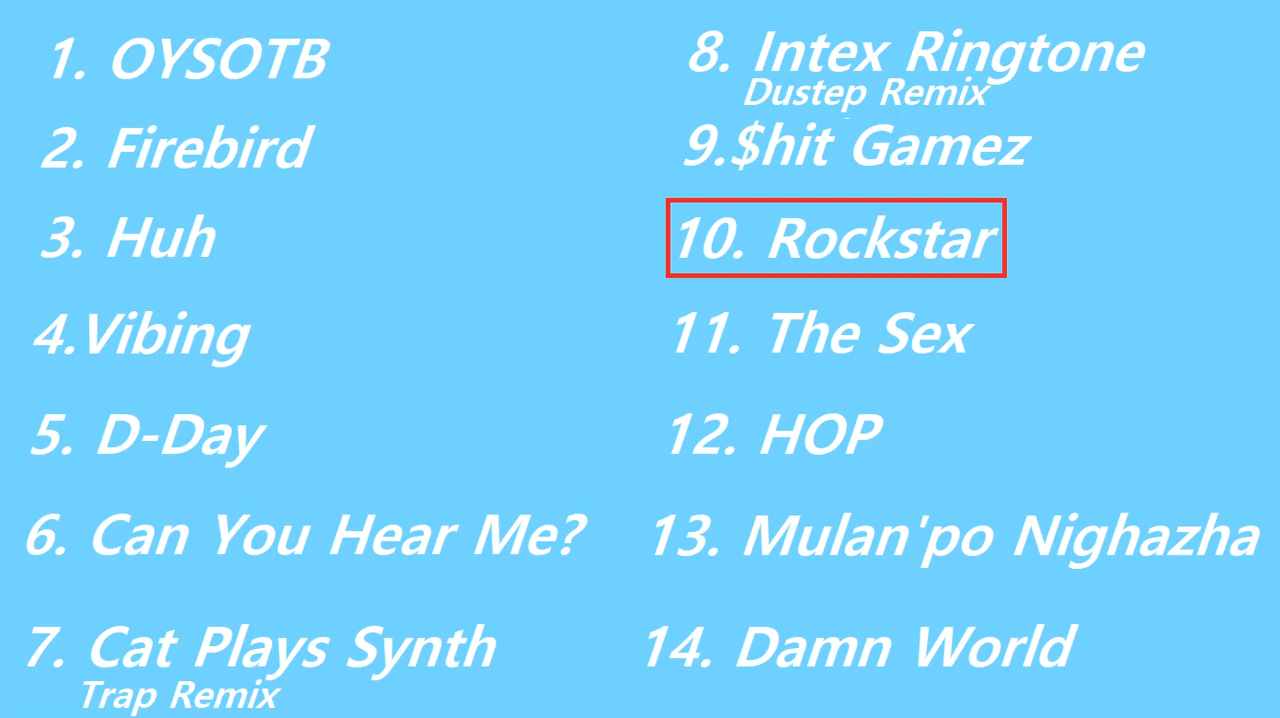 1. OYSOTB
2. Firebird
3. Huh
4.Vibing
5. D-Day
6. Can You Hear Me?
7. Cat Plays Synth
Trap Remix
8. Intex Ringtone
Dustep Remix
9.$hit Gamez
10. Rockstar
11. The Sex
12. HOP
13. Mulan'po Nighazha
14. Damn World